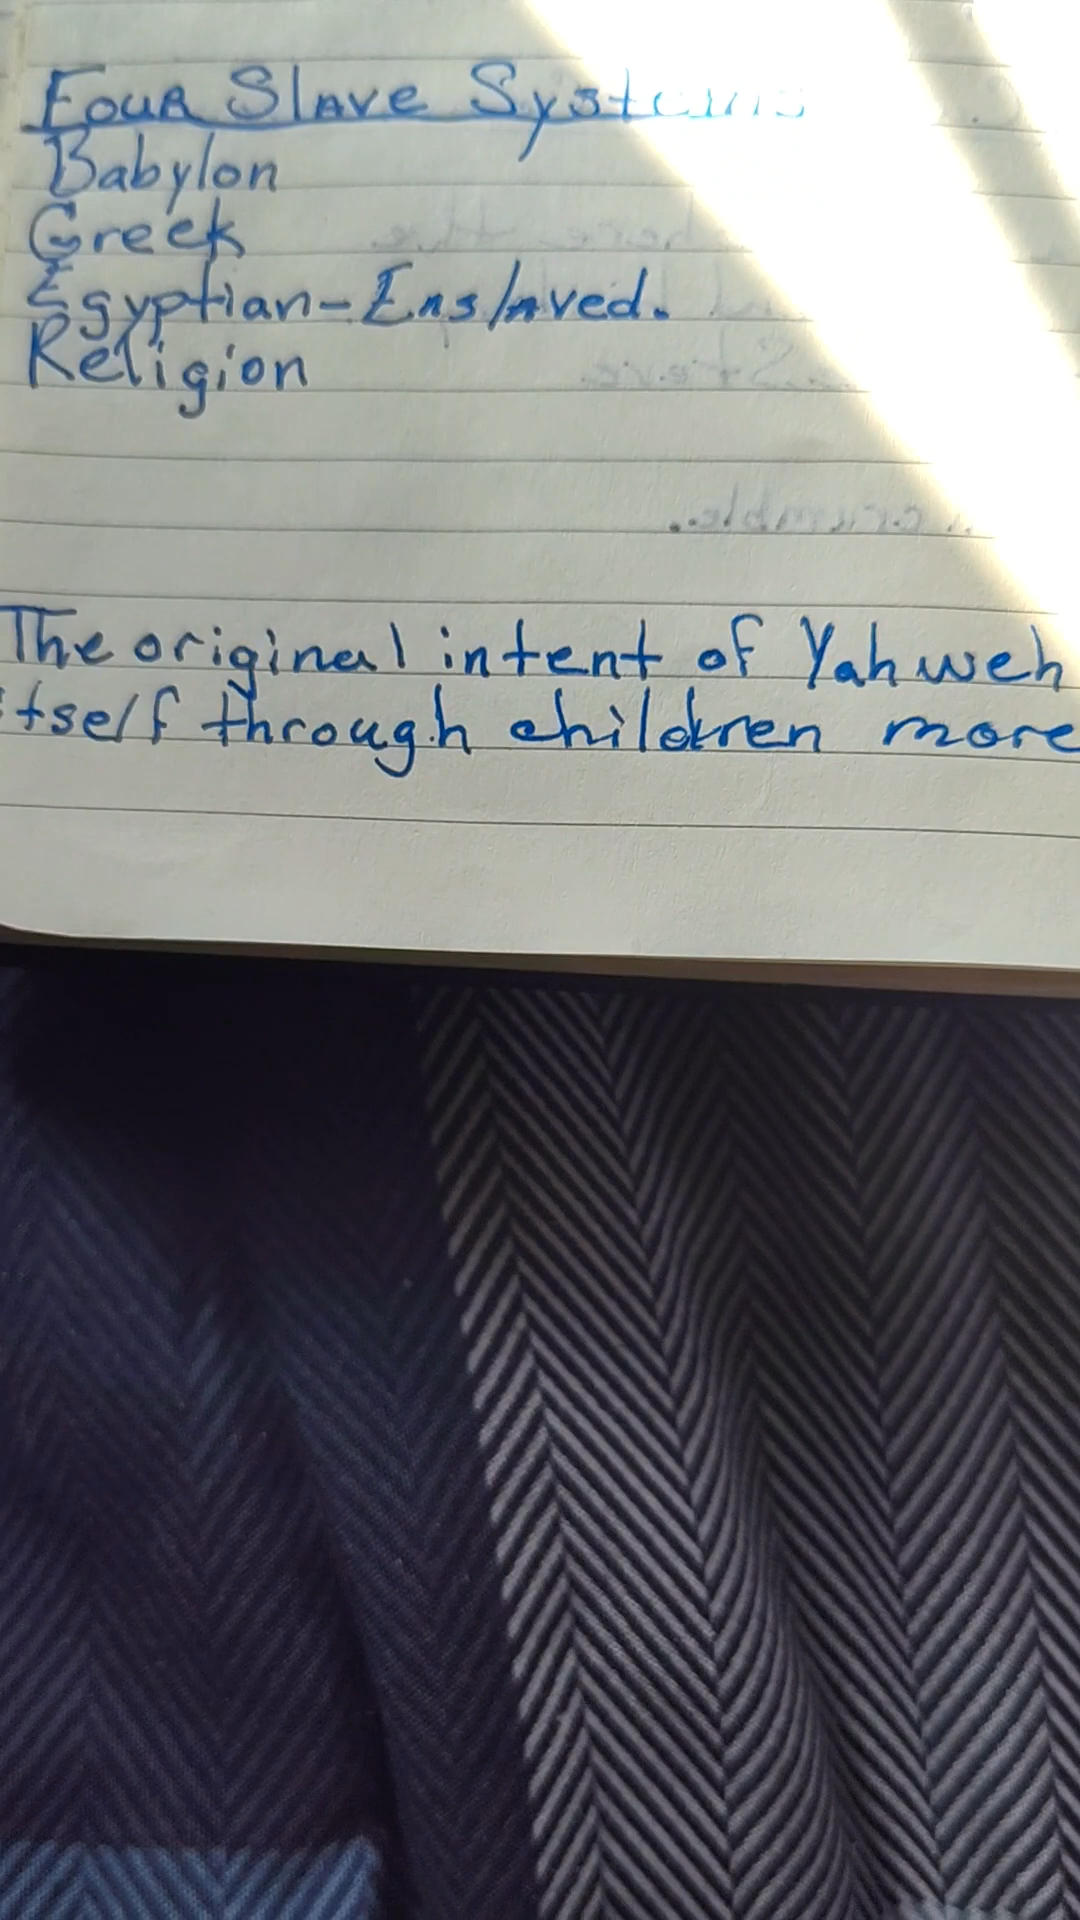 Four Slave Systems
Babylon
Greek
Egyptian- Enslaved.
Religion
The original intent of Yahweh
itself through children more